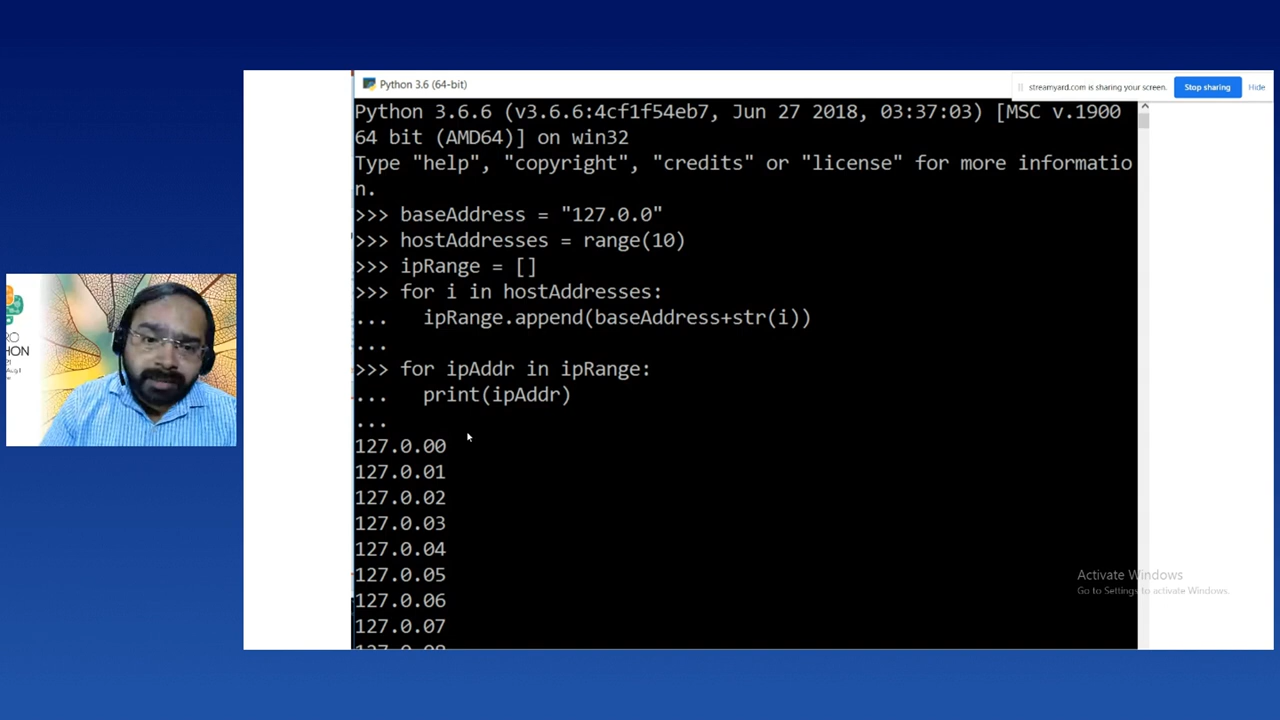 Python 3.6 (64-bit)
streamyard.com is sharing your screen.
Stop sharing
Hide
Python 3.6.6 (v3.6.6:4cf1f54eb7, Jun 27 2018, 03:37:03) [MSC v.1900
64 bit (AMD64)] on win32
Type "help", "copyright", "credits" or "license" for more informatio
n.
>>> baseAddress = "127.0.0"
>>> hostAddresses = range(10)
>>> ipRange = []
>>> for i in hostAddresses:
...   ipRange.append(baseAddress+str(i))
...
>>> for ipAddr in ipRange:
...   print(ipAddr)
...
127.0.00
127.0.01
127.0.02
127.0.03
127.0.04
127.0.05
127.0.06
127.0.07
127.0.08
Activate Windows
Go to Settings to activate Windows.